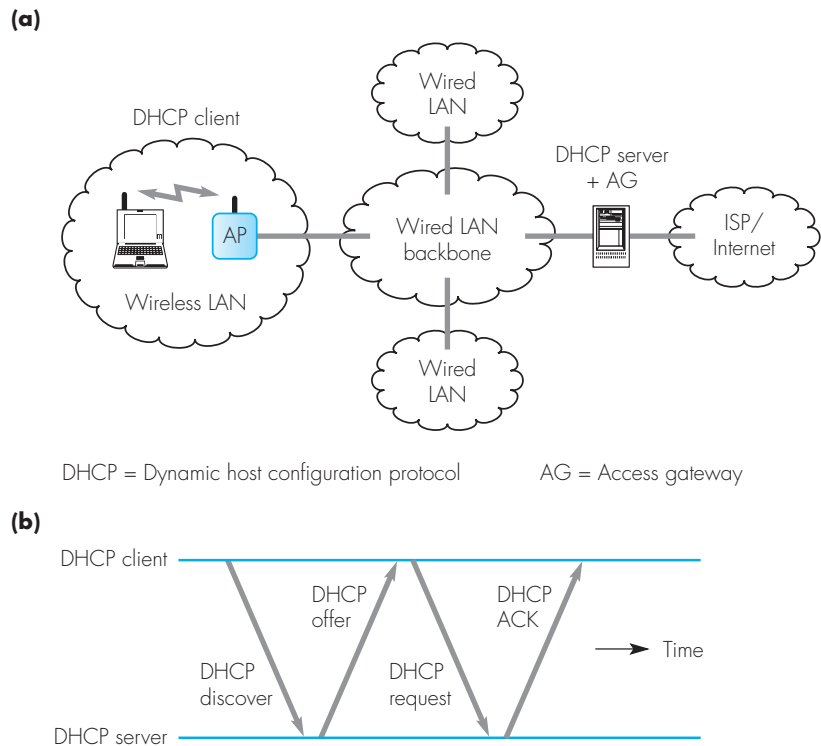 (a)
Wired
LAN
DHCP client
DHCP server
+ AG
AP
Wired LAN
backbone
ISP/
Internet
Wireless LAN
Wired
LAN
DHCP = Dynamic host configuration protocol
AG = Access gateway
(b)
DHCP client
DHCP
offer
DHCP
ACK
Time
DHCP
discover
DHCP
request
DHCP server